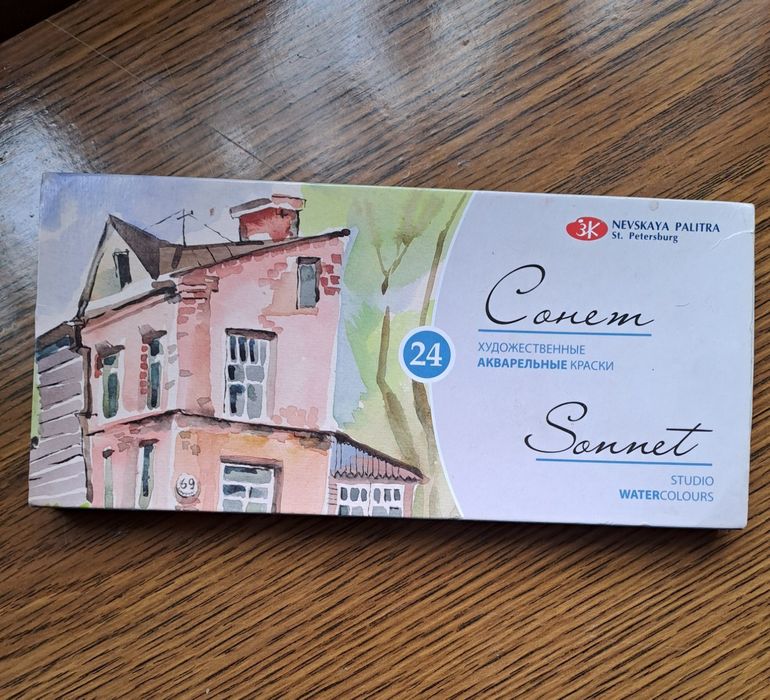 69
24
ЗК NEVSKAYA PALITRA
St. Petersburg
Сонет
ХУДОЖЕСТВЕННЫЕ
АКВАРЕЛЬНЫЕ КРАСКИ
Sonnet
STUDIO
WATERCOLOURS